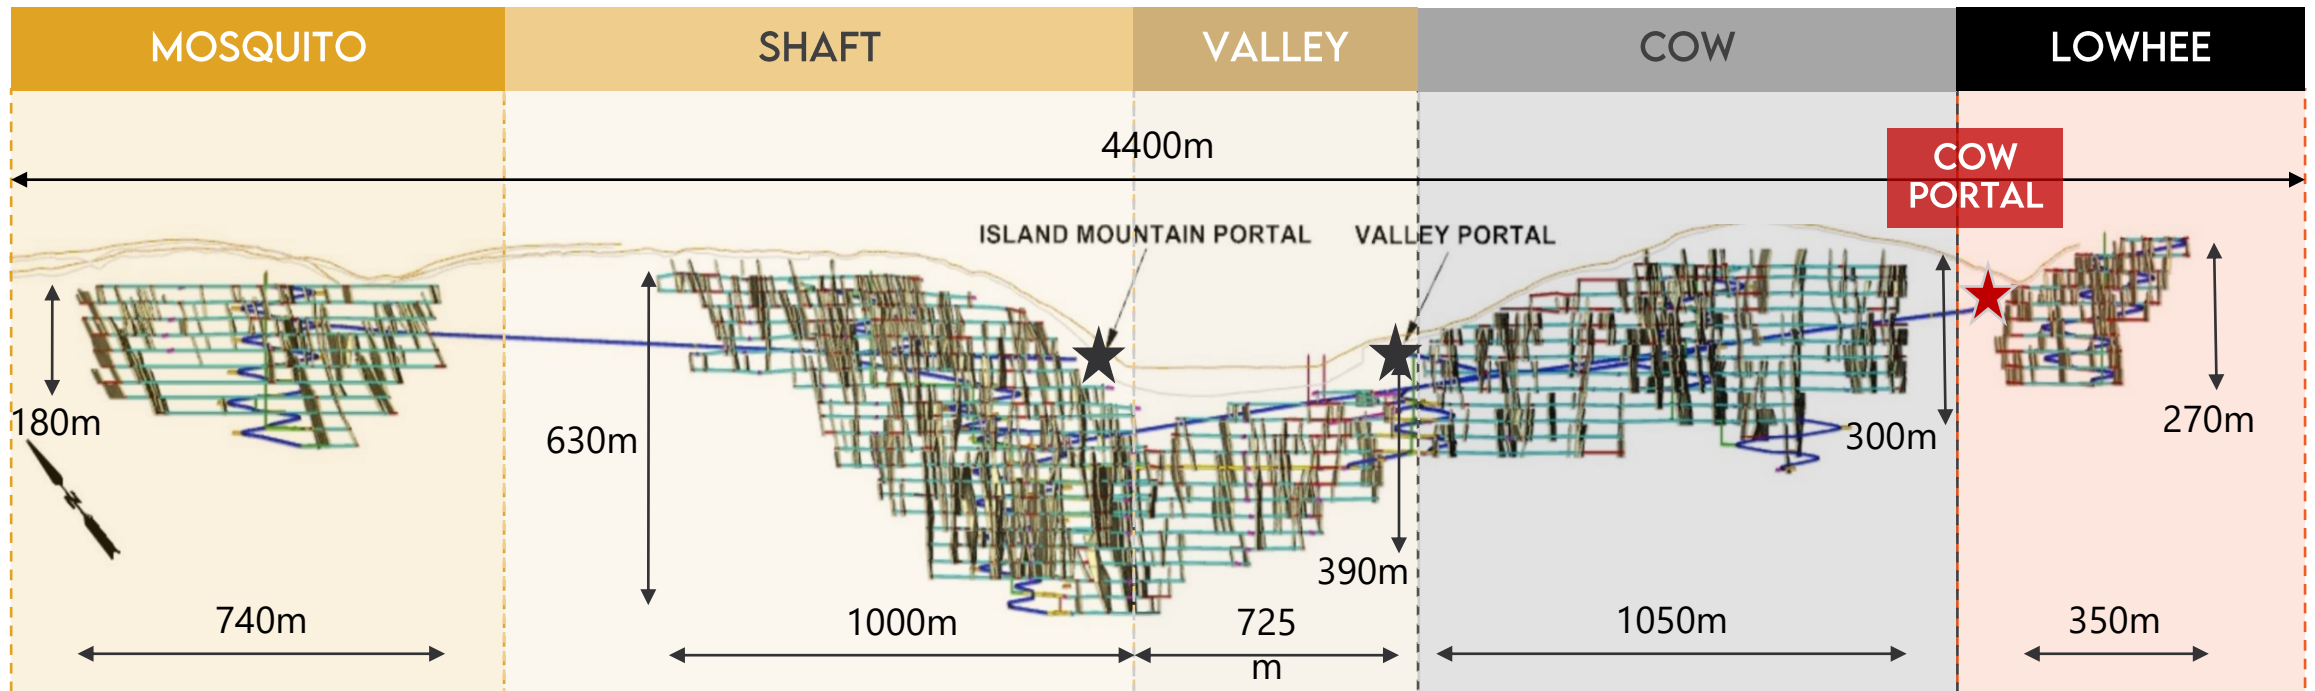 MOSQUITO
SHAFT
VALLEY
COW
LOWHEE
4400m
COW
PORTAL
ISLAND MOUNTAIN PORTAL
VALLEY PORTAL
180m
630m
390m
300m
270m
N
740m
1000m
725
m
1050m
350m